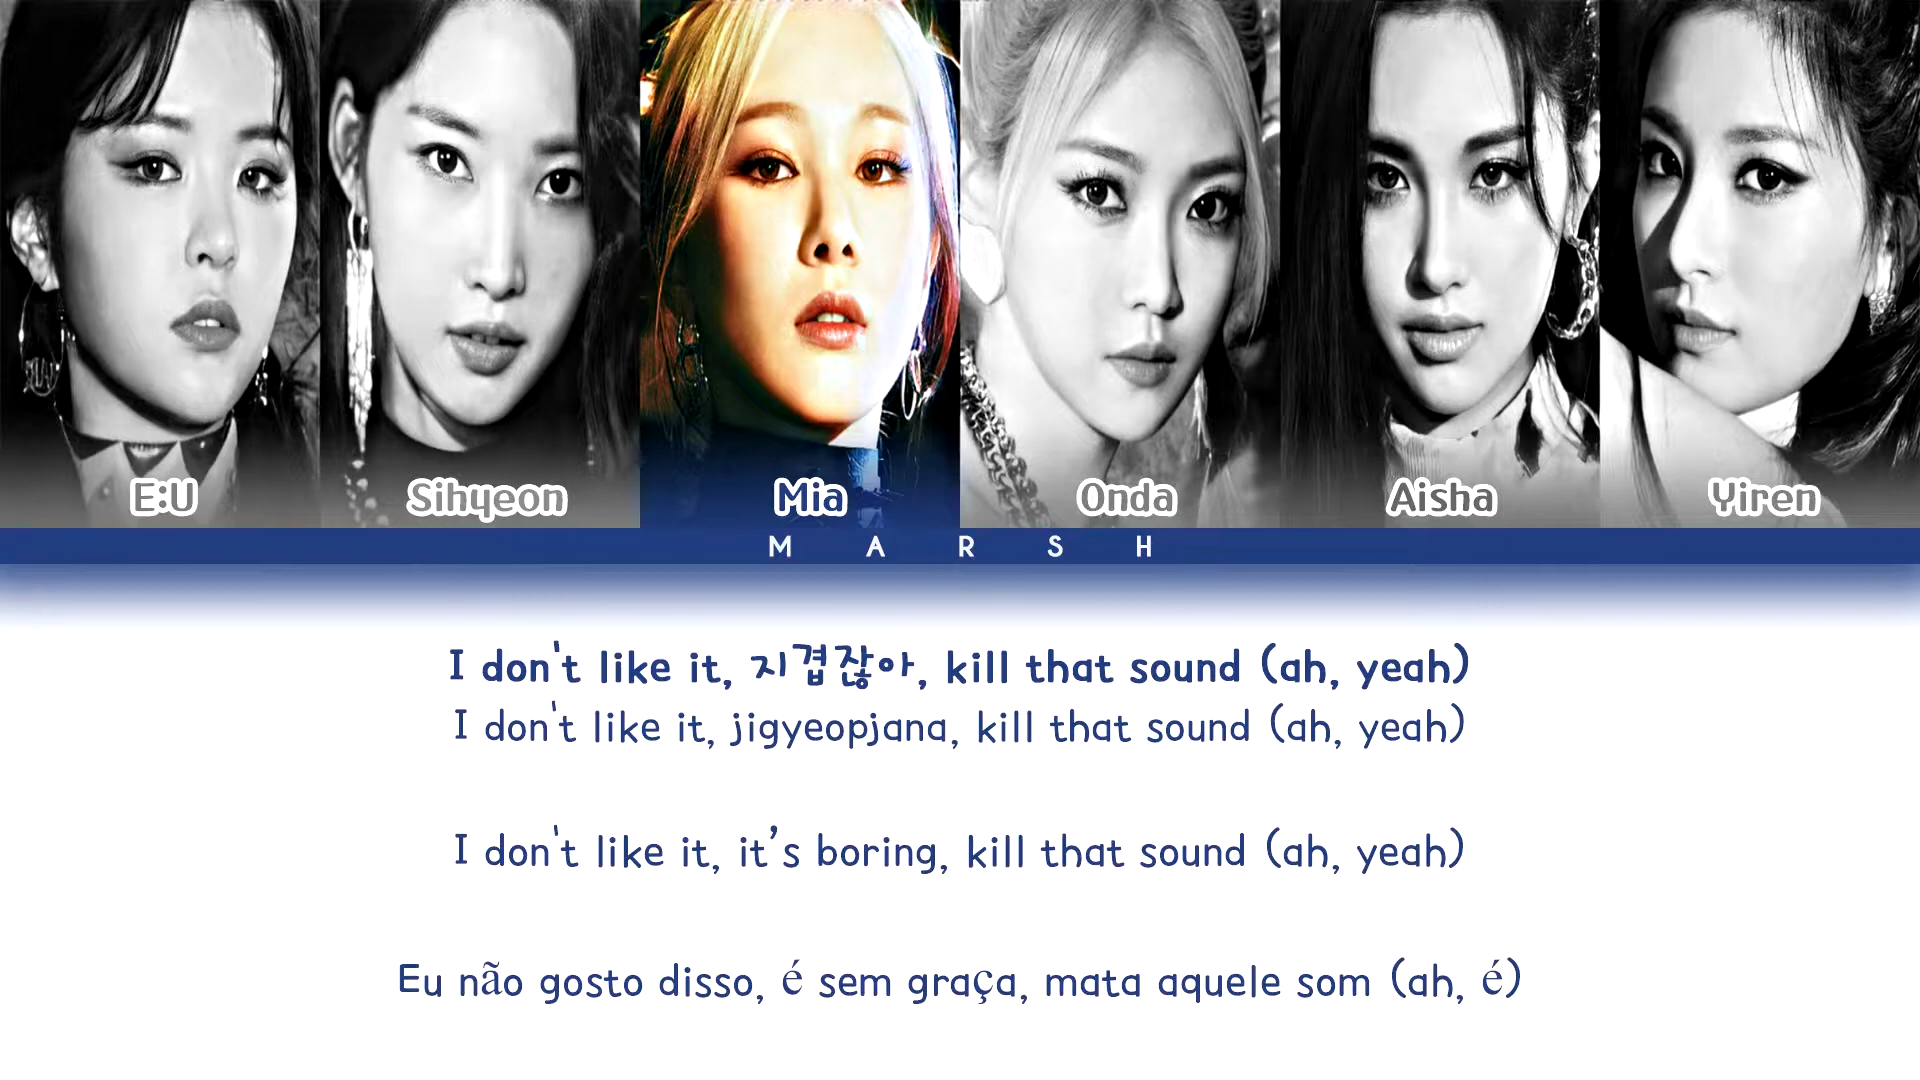 E:U
Sihyeon
Mia
Onda
Aisha
Yiren
M A R S H
I don't like it, 지겹잖아, kill that sound (ah, yeah)
I don't like it, jigyeopjana, kill that sound (ah, yeah)
I don't like it, it’s boring, kill that sound (ah, yeah)
Eu não gosto disso, é sem graça, mata aquele som (ah, é)